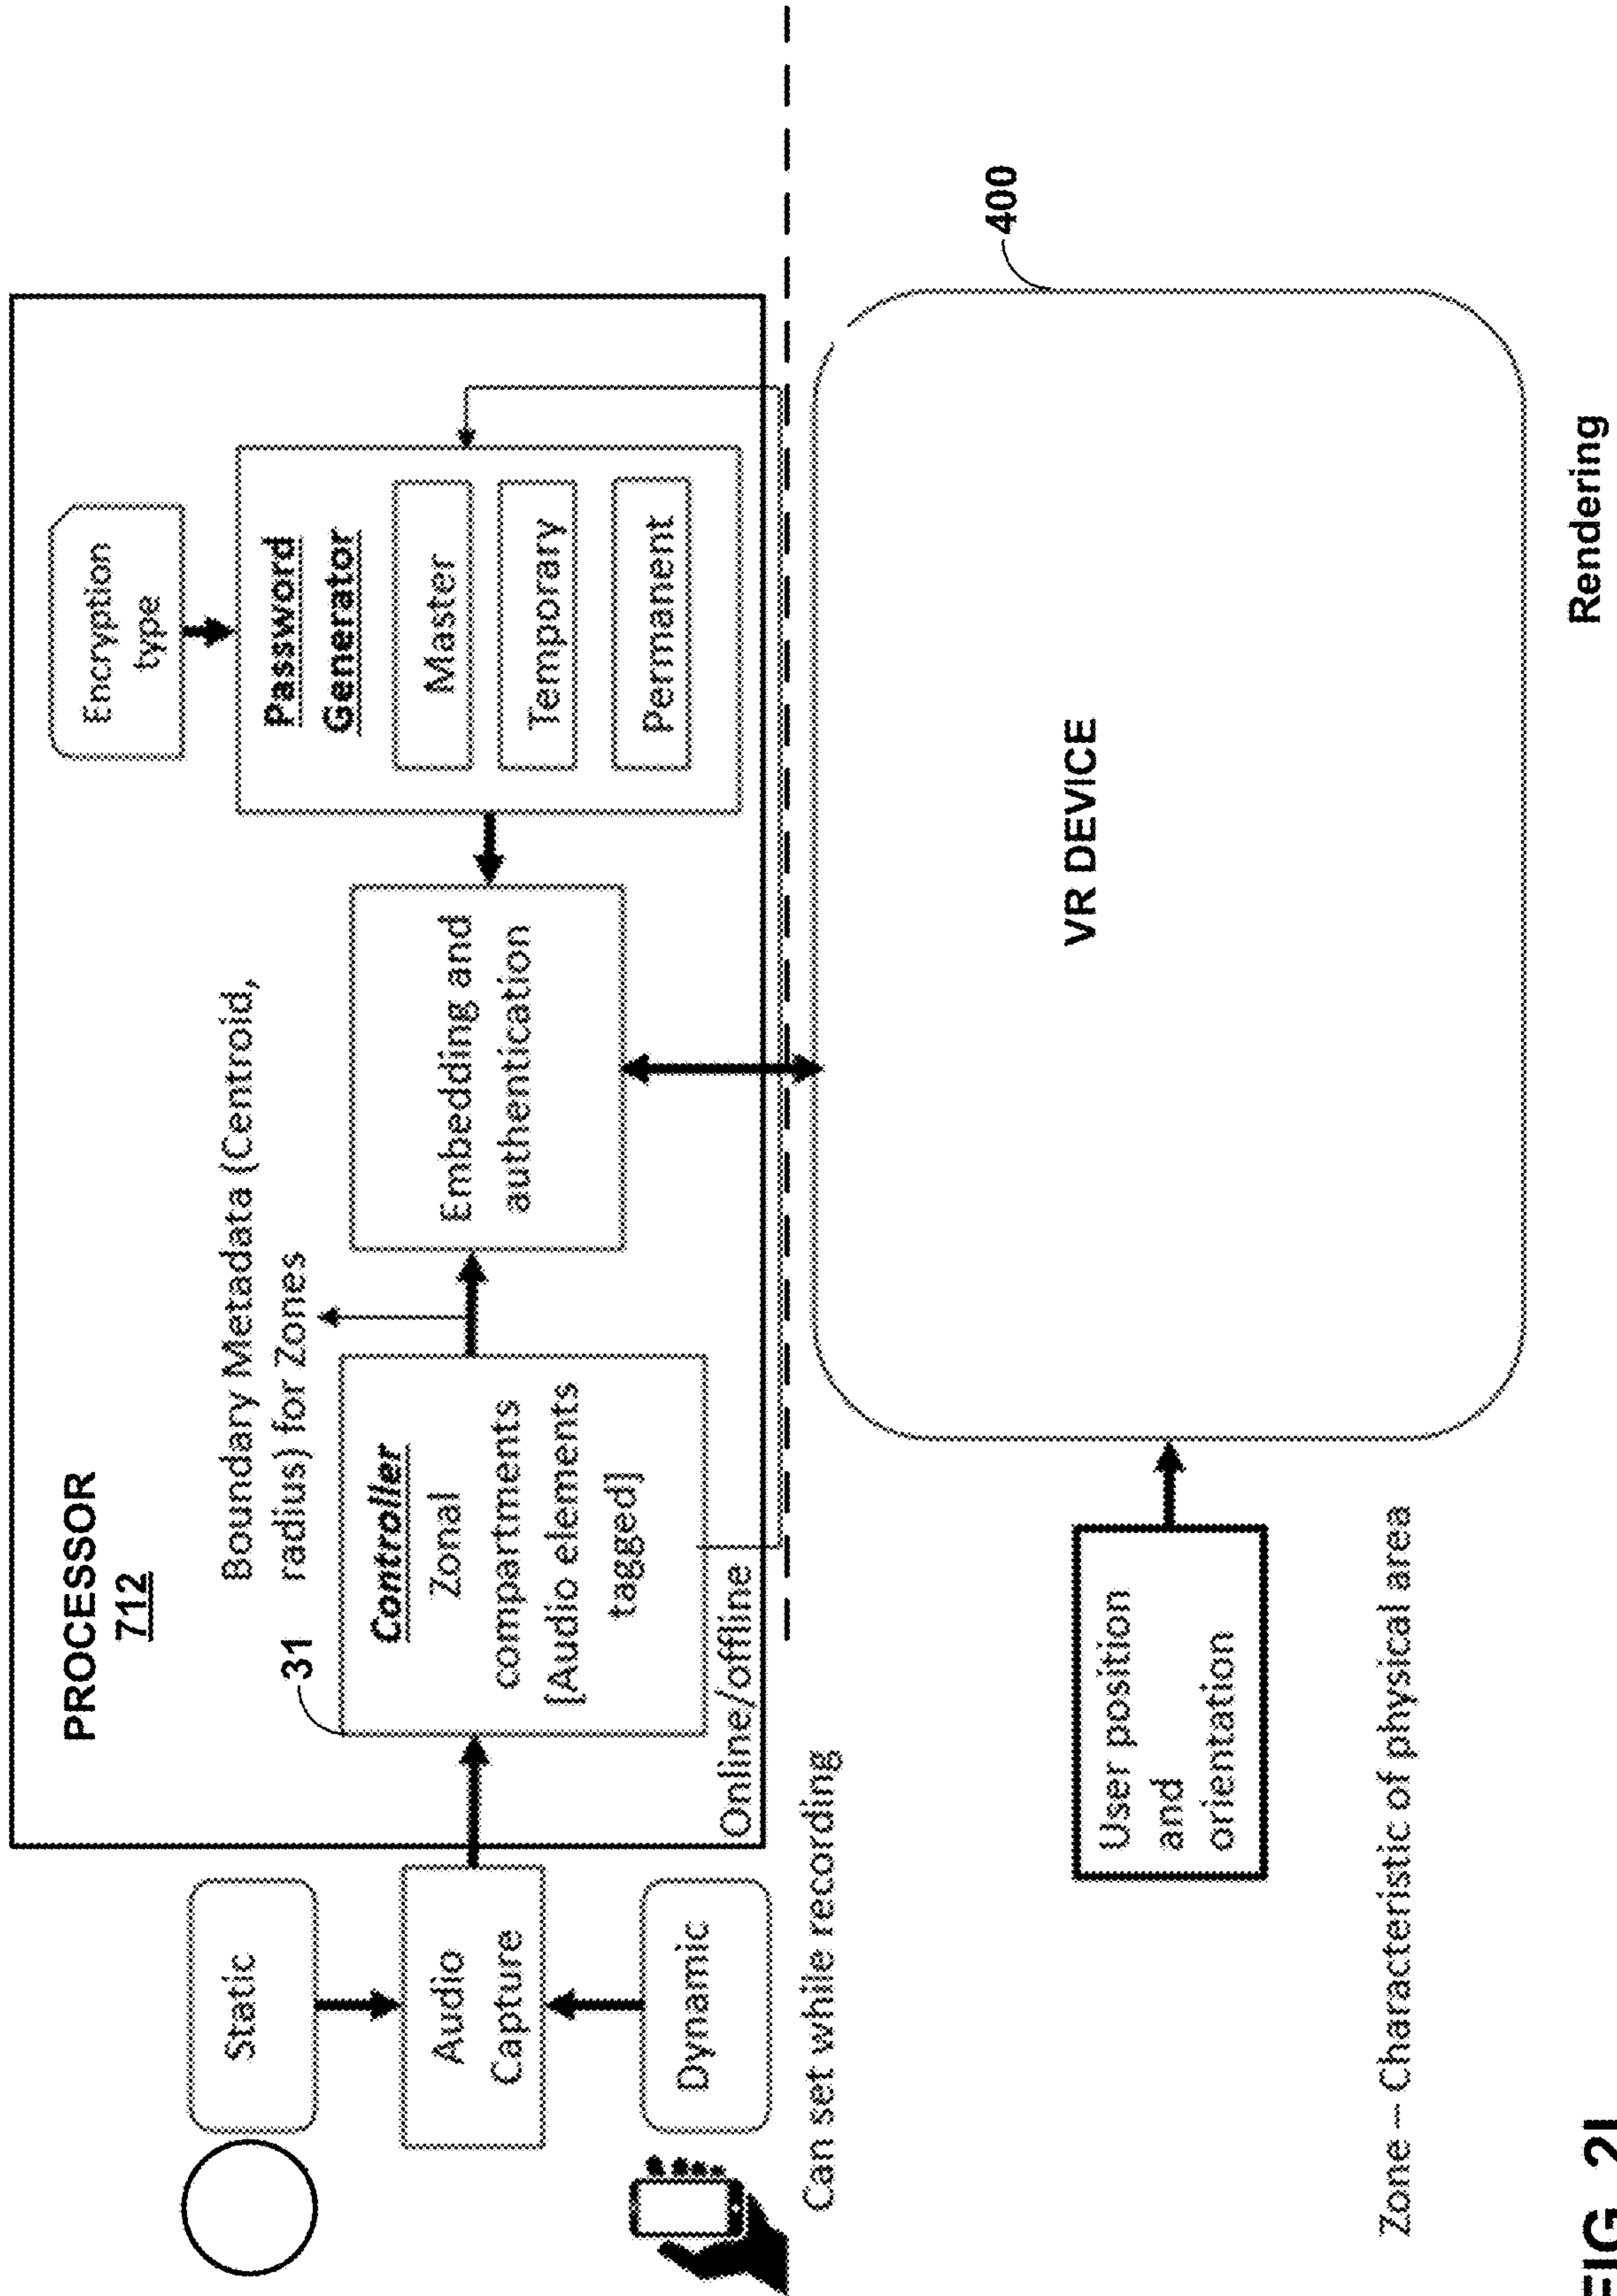 PROCESSOR
712
Encryption
type
Boundary Metadata (Centroid,
radius) for Zones
Static
Audio
Capture
Dynamic
31
Controller
Zonal
compartments
[Audio elements
tagged]
Embedding and
authentication
Password
Generator
Master
Temporary
Permanent
Online/offline
Can set while recording
400
VR DEVICE
User position
and
orientation
Zone – Characteristic of physical area
Rendering